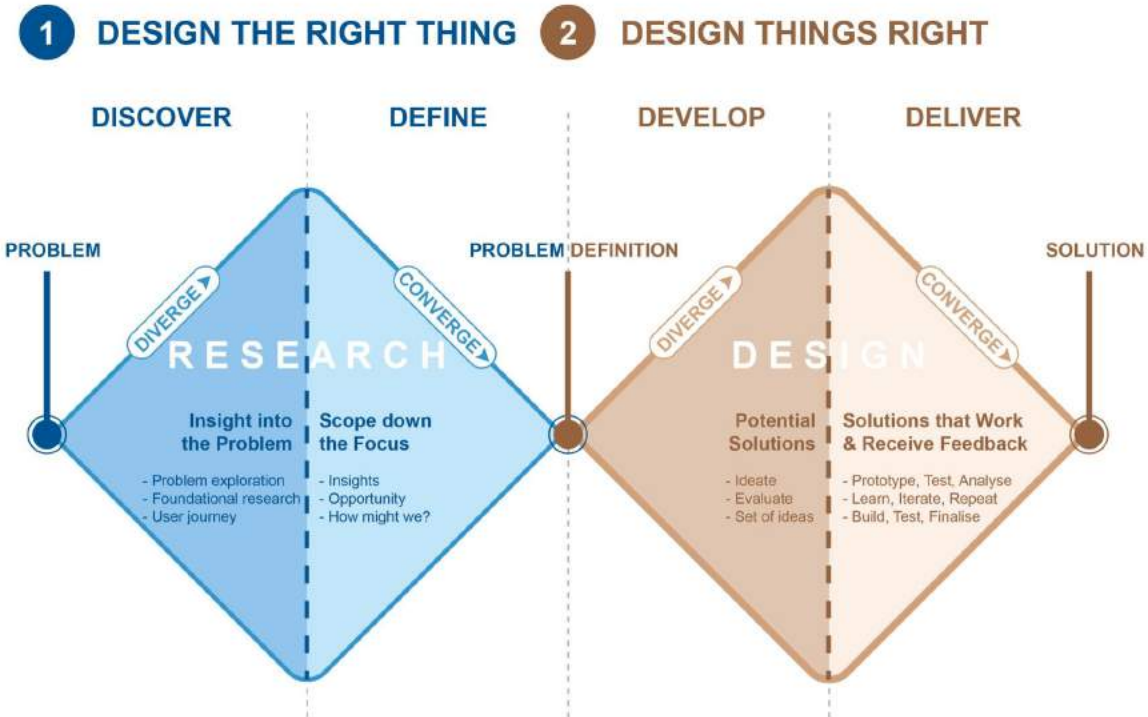 1 DESIGN THE RIGHT THING
2 DESIGN THINGS RIGHT
DISCOVER
DEFINE
DEVELOP
DELIVER
PROBLEM
PROBLEM DEFINITION
SOLUTION
DIVERGE
CONVERGE
DIVERGE
CONVERGE
RESEARCH
DESIGN
Insight into
the Problem
- Problem exploration
- Foundational research
- User journey
Scope down
the Focus
- Insights
- Opportunity
- How might we?
Potential
Solutions
- Ideate
- Evaluate
- Set of ideas
Solutions that Work
& Receive Feedback
- Prototype, Test, Analyse
- Learn, Iterate, Repeat
- Build, Test, Finalise